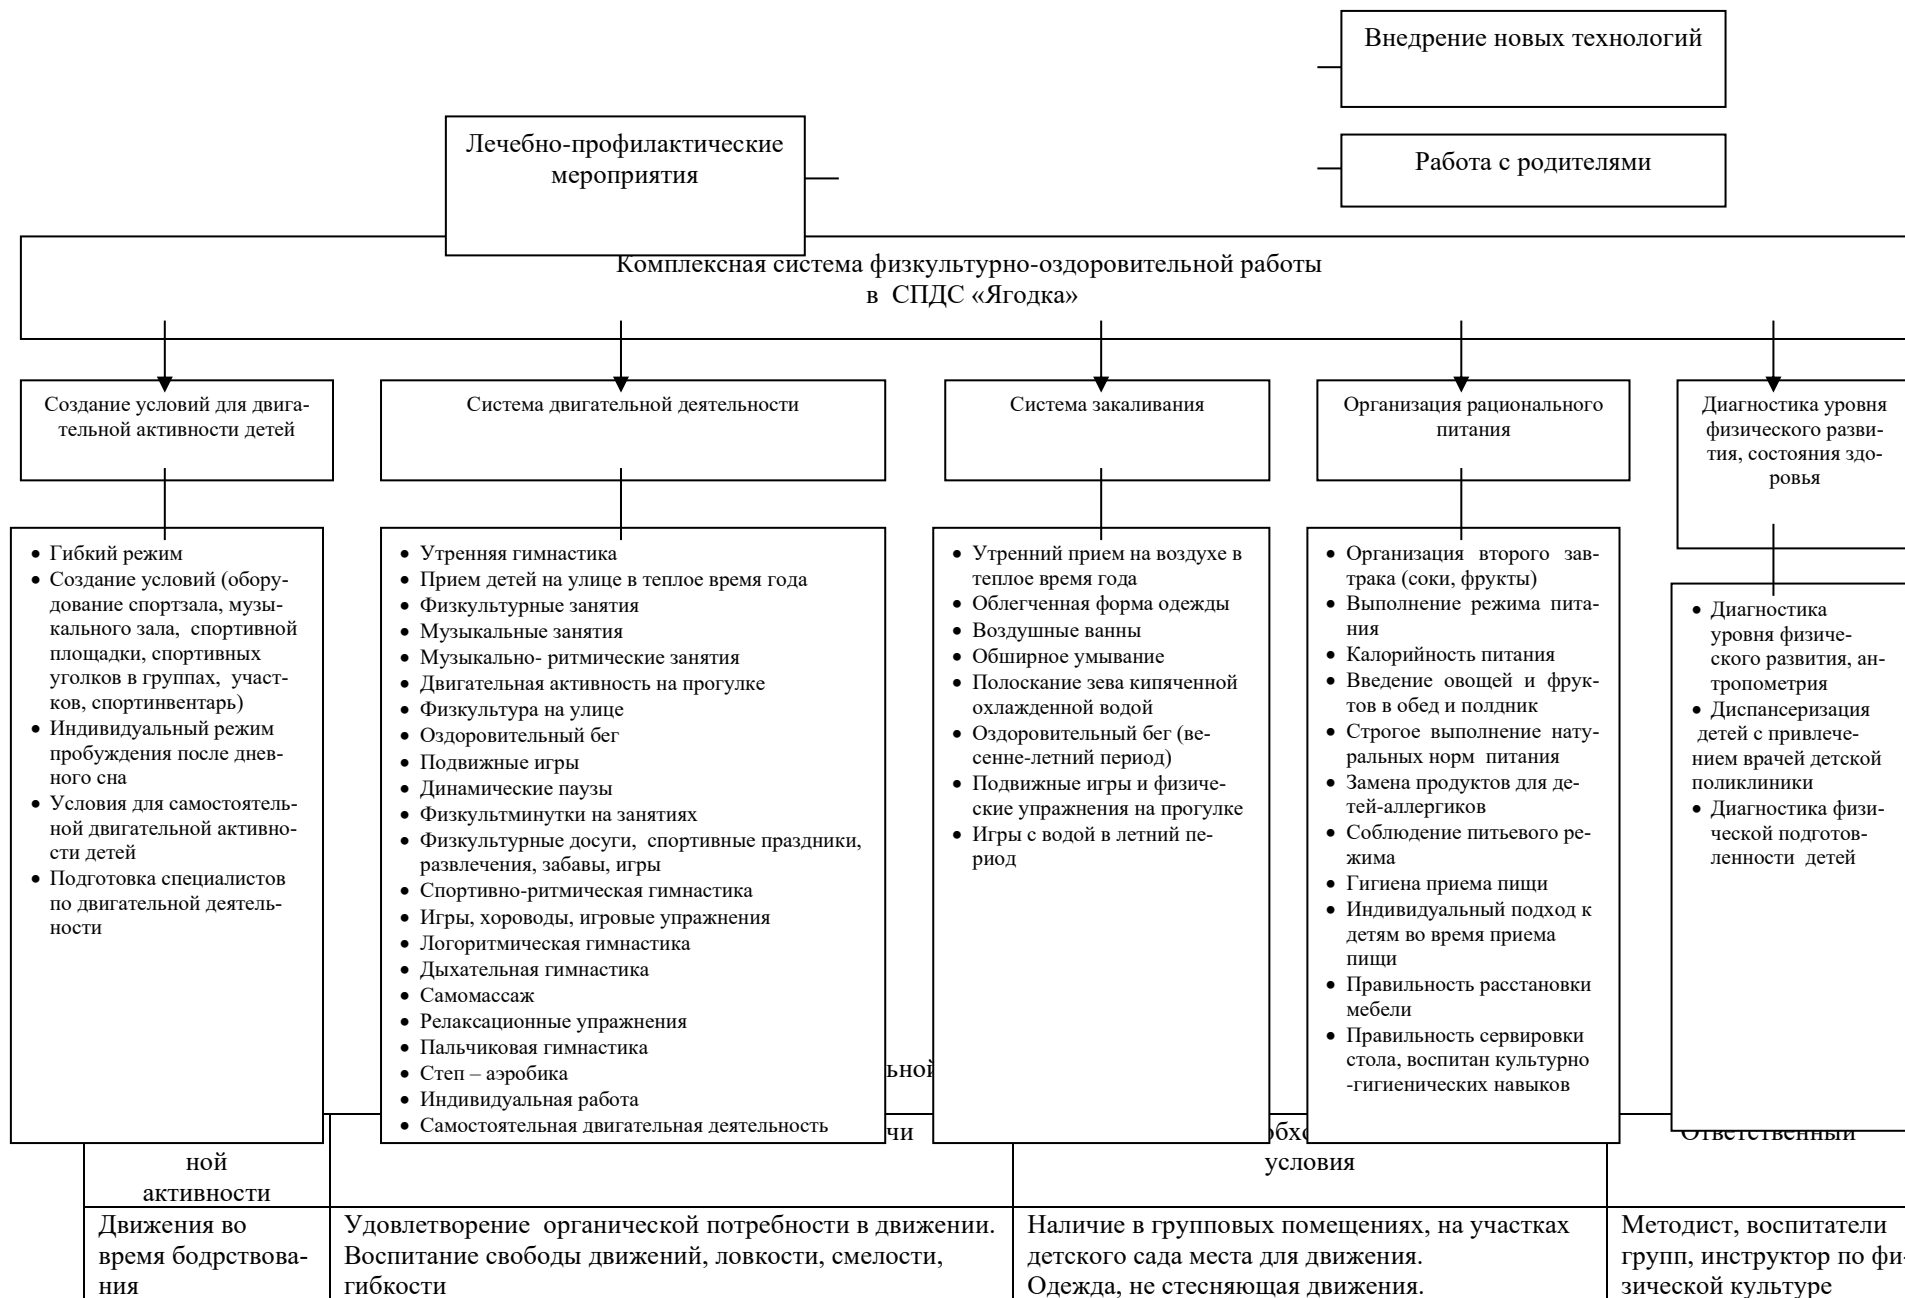 Внедрение новых технологий
Лечебно-профилактические
мероприятия
Работа с родителями
Комплексная система физкультурно-оздоровительной работы
в СПДС «Ягодка»
Создание условий для двига-
тельной активности детей
Система двигательной деятельности
Система закаливания
Организация рационального
питания
Диагностика уровня
физического разви-
тия, состояния здо-
ровья
• Гибкий режим
• Создание условий (обору-
дование спортзала, музы-
кального зала, спортивной
площадки, спортивных
уголков в группах, участ-
ков, спортинвентарь)
• Индивидуальный режим
пробуждения после днев-
ного сна
• Условия для самостоятель-
ной двигательной активно-
сти детей
• Подготовка специалистов
по двигательной деятель-
ности
• Утренняя гимнастика
• Прием детей на улице в теплое время года
• Физкультурные занятия
• Музыкальные занятия
• Музыкально- ритмические занятия
• Двигательная активность на прогулке
• Физкультура на улице
• Оздоровительный бег
• Подвижные игры
• Динамические паузы
• Физкультминутки на занятиях
• Физкультурные досуги, спортивные праздники,
развлечения, забавы, игры
• Спортивно-ритмическая гимнастика
• Игры, хороводы, игровые упражнения
• Логоритмическая гимнастика
• Дыхательная гимнастика
• Самомассаж
• Релаксационные упражнения
• Пальчиковая гимнастика
• Степ – аэробика
• Индивидуальная работа
• Самостоятельная двигательная деятельность
• Утренний прием на воздухе в
теплое время года
• Облегченная форма одежды
• Воздушные ванны
• Обширное умывание
• Полоскание зева кипяченной
охлажденной водой
• Оздоровительный бег (ве-
сенне-летний период)
• Подвижные игры и физиче-
ские упражнения на прогулке
• Игры с водой в летний пе-
риод
• Организация второго зав-
трака (соки, фрукты)
• Выполнение режима пита-
ния
• Калорийность питания
• Введение овощей и фрук-
тов в обед и полдник
• Строгое выполнение нату-
ральных норм питания
• Замена продуктов для де-
тей-аллергиков
• Соблюдение питьевого ре-
жима
• Гигиена приема пищи
• Индивидуальный подход к
детям во время приема
пищи
• Правильность расстановки
мебели
• Правильность сервировки
стола, воспитан культурно
-гигиенических навыков
• Диагностика
уровня физиче-
ского развития, ан-
тропометрия
• Диспансеризация
детей с привлече-
нием врачей детской
поликлиники
• Диагностика физи-
ческой подготов-
ленности детей
ьной
ной
активности
чи
обхо
условия
Ответственный
Движения во
время бодрствова-
ния
Удовлетворение органической потребности в движении.
Воспитание свободы движений, ловкости, смелости,
гибкости
Наличие в групповых помещениях, на участках
детского сада места для движения.
Одежда, не стесняющая движения.
Методист, воспитатели
групп, инструктор по фи-
зической культуре